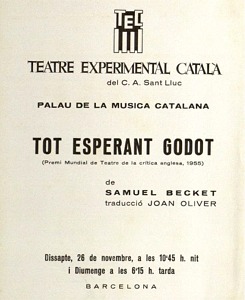 TEC
TEATRE EXPERIMENTAL CATALÀ
del C. A. Sant Lluc
PALAU DE LA MUSICA CATALANA
TOT ESPERANT GODOT
(Premi Mundial de Teatre de la crítica anglesa, 1955)
de
SAMUEL BECKET
traducció JOAN OLIVER
Dissapte, 26 de novembre, a les 10'45 h. nit
i Diumenge a les 6'15 h. tarda
BARCELONA